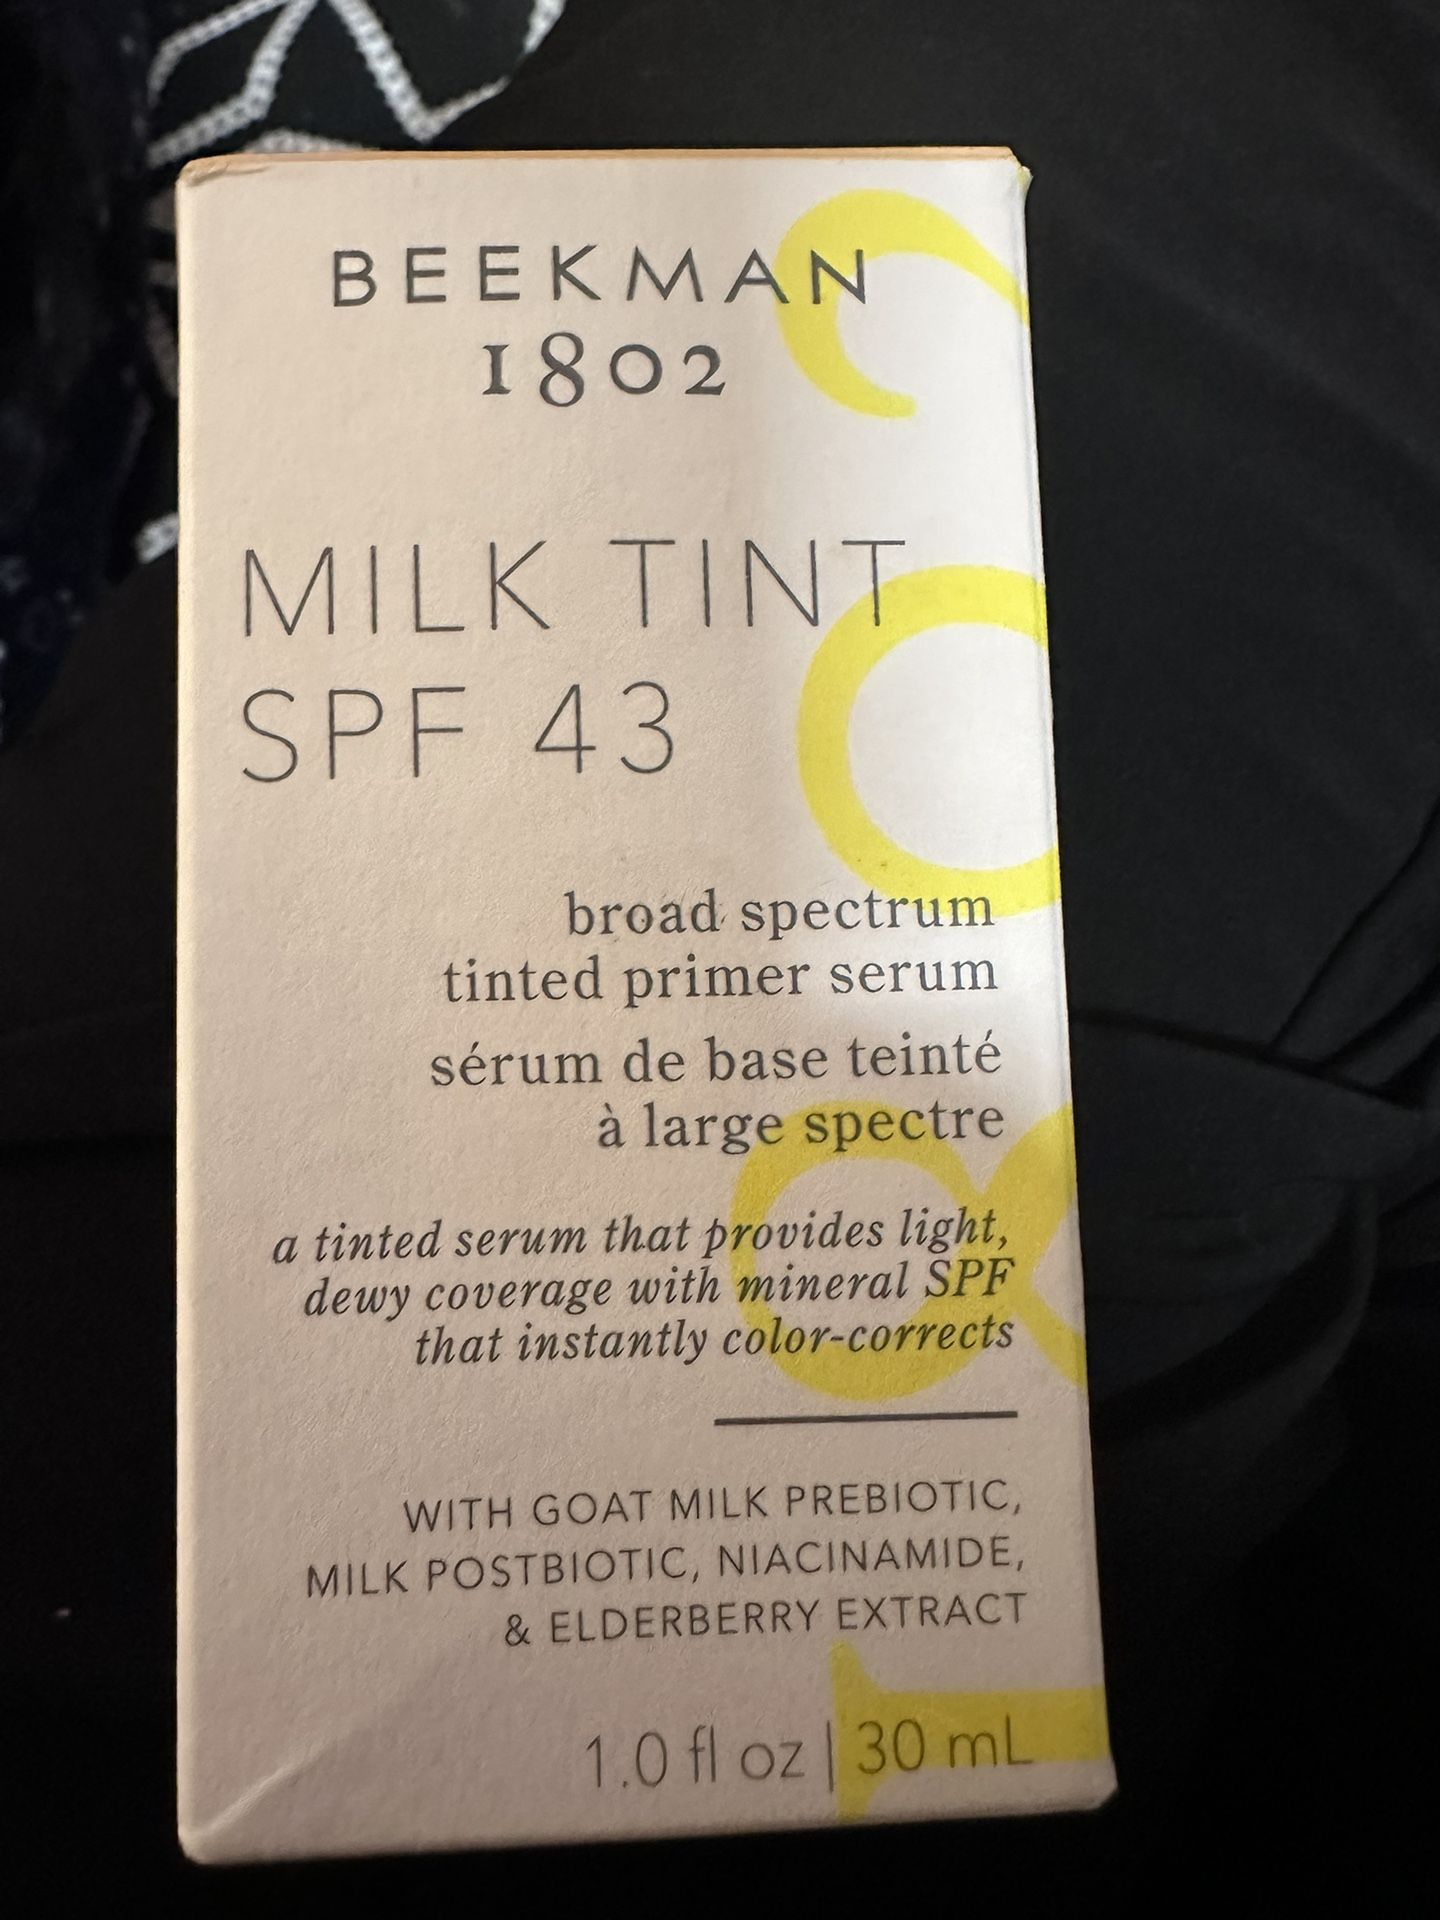 BEEKMAN
1802
MILK TINT
SPF 43
broad spectrum
tinted primer serum
sérum de base teinté
à large spectre
a tinted serum that provides light,
dewy coverage with mineral SPF
that instantly color-corrects
WITH GOAT MILK PREBIOTIC,
MILK POSTBIOTIC, NIACINAMIDE,
& ELDERBERRY EXTRACT
1.0 fl oz | 30 mL